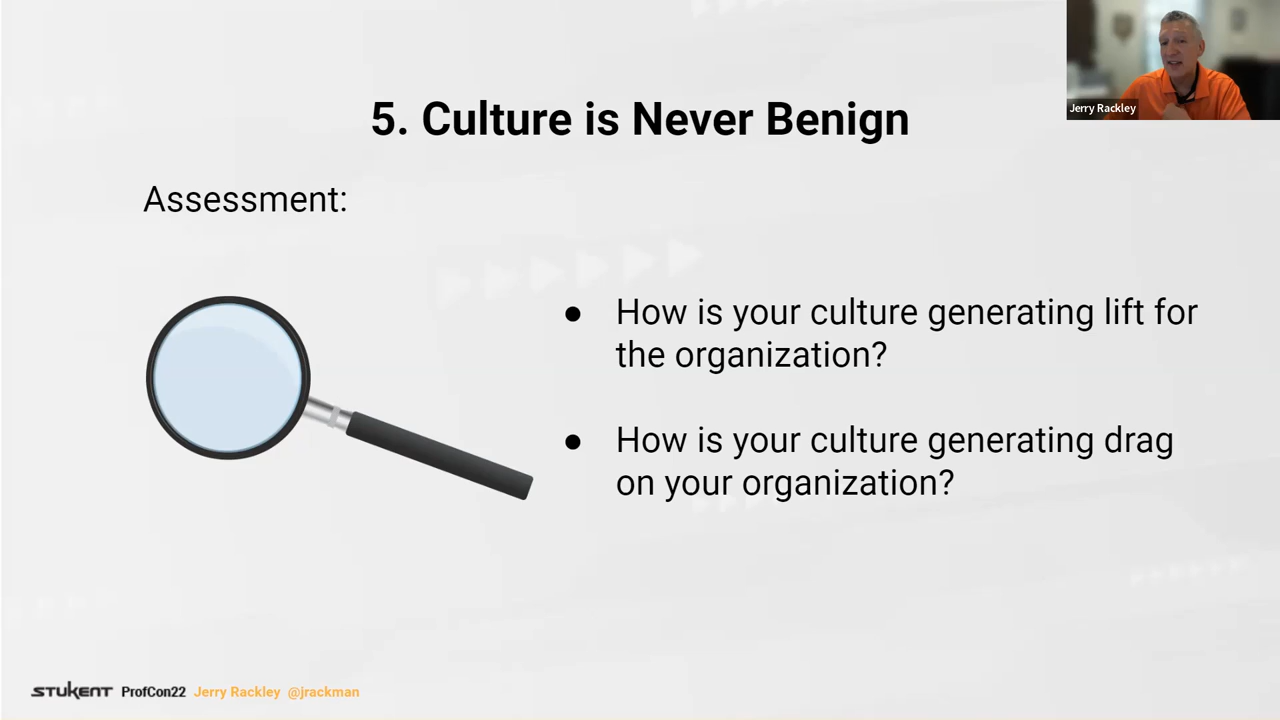 5. Culture is Never Benign
Jerry Rackley
Assessment:
● How is your culture generating lift for
the organization?
● How is your culture generating drag
on your organization?
STUKENT ProfCon22 Jerry Rackley @jrackman